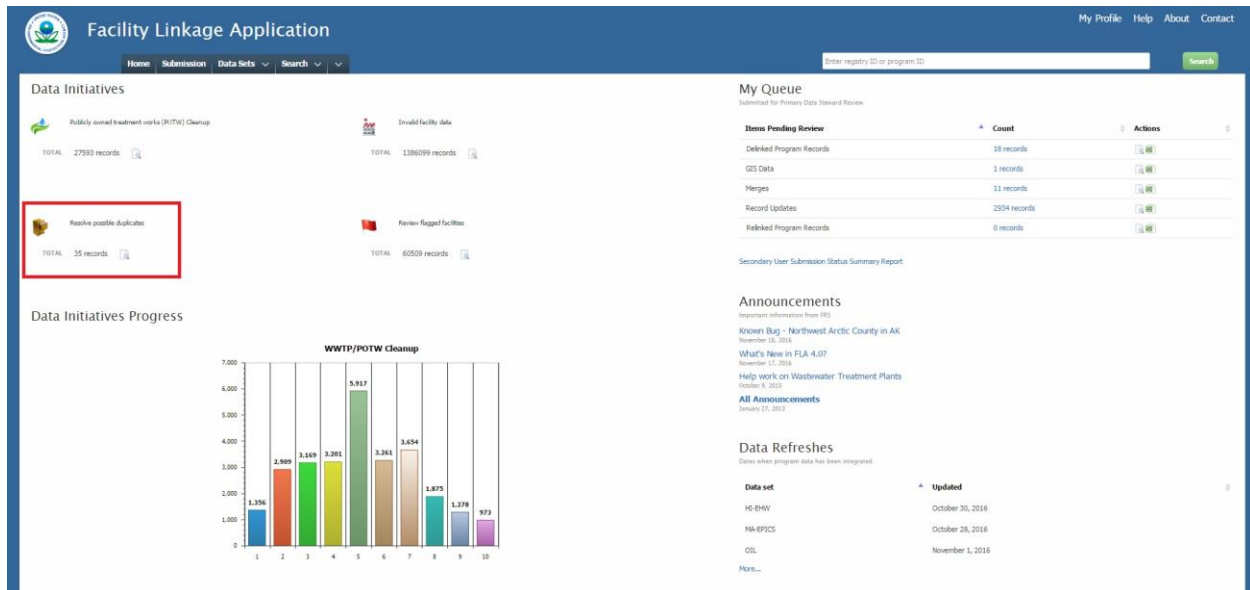 Facility Linkage Application
My Profile Help About Contact
Home Submission Data Sets Search
Enter registry ID or program ID
Search
Data Initiatives
Publicly owned treatment works (POTW) Cleanup
TOTAL 27593 records
Invalid facility data
TOTAL 1386099 records
Resolve possible duplicates
TOTAL 35 records
Review flagged facilities
TOTAL 60509 records
Data Initiatives Progress
WWTP/POTW Cleanup
7,000
6,000
5,000
4,000
3,000
2,000
1,000
0
1,356
2,909
3,169
3,201
5,917
3,261
3,654
1,875
1,278
973
1 2 3 4 5 6 7 8 9 10
My Queue
Submitted for Primary Data Steward Review
Items Pending Review Count Actions
Delinked Program Records 18 records
GIS Data 1 records
Merges 11 records
Record Updates 2934 records
Relinked Program Records 0 records
Secondary User Submission Status Summary Report
Announcements
Important information from FRS
Known Bug - Northwest Arctic County in AK
November 18, 2016
What's New in FLA 4.0?
November 17, 2016
Help work on Wastewater Treatment Plants
October 9, 2015
All Announcements
January 27, 2013
Data Refreshes
Dates when program data has been integrated
Data set Updated
HI-EHW October 30, 2016
MA-EPICS October 28, 2016
OIL November 1, 2016
More...